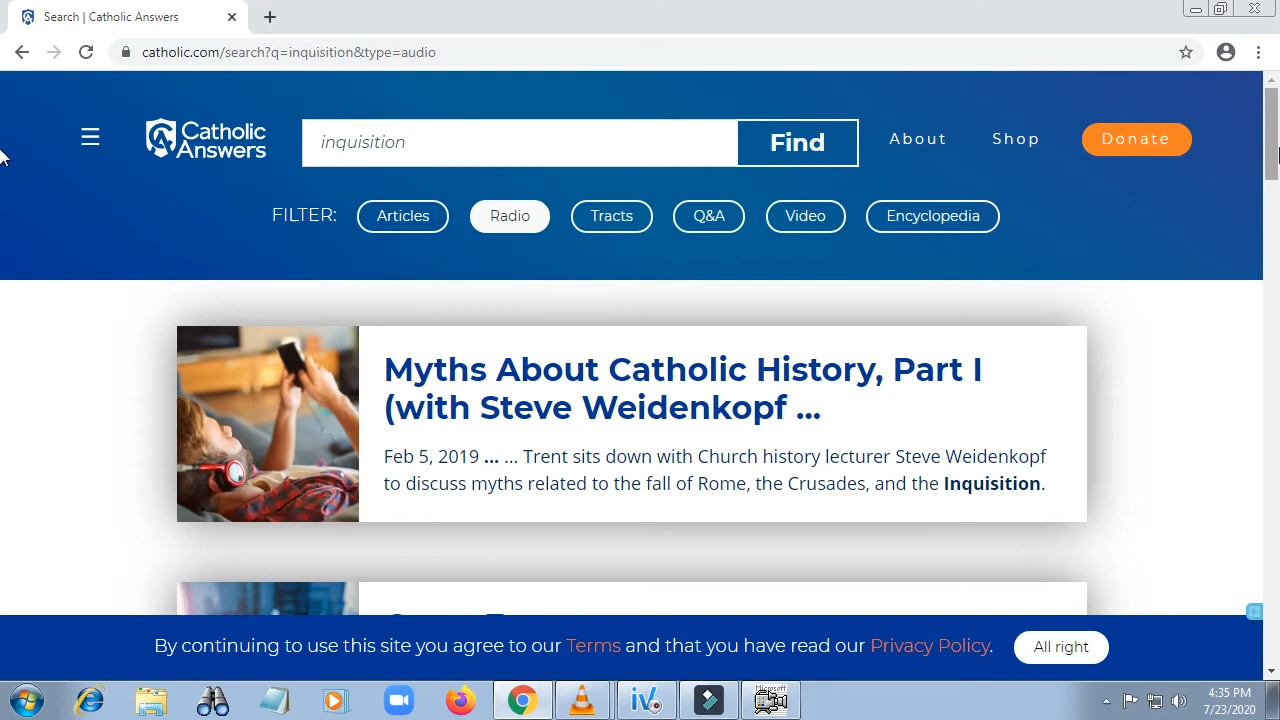 Search | Catholic Answers
catholic.com/search?q=inquisition&type=audio
Catholic
Answers
inquisition
Find
About
Shop
Donate
FILTER:
Articles
Radio
Tracts
Q&A
Video
Encyclopedia
Myths About Catholic History, Part I
(with Steve Weidenkopf ...
Feb 5, 2019 ... ... Trent sits down with Church history lecturer Steve Weidenkopf
to discuss myths related to the fall of Rome, the Crusades, and the Inquisition.
By continuing to use this site you agree to our Terms and that you have read our Privacy Policy.
All right
4:35 PM
7/23/2020